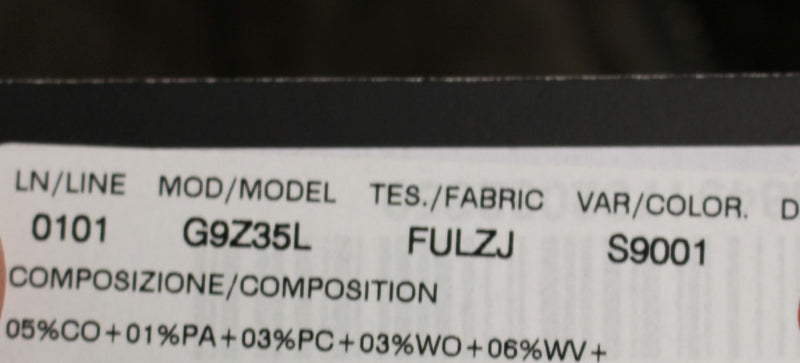 LN/LINE MOD/MODEL TES./FABRIC VAR/COLOR. D
0101 G9Z35L FULZJ S9001
COMPOSIZIONE/COMPOSITION
05%CO+01%PA+03%PC+03%WO+06%WV+